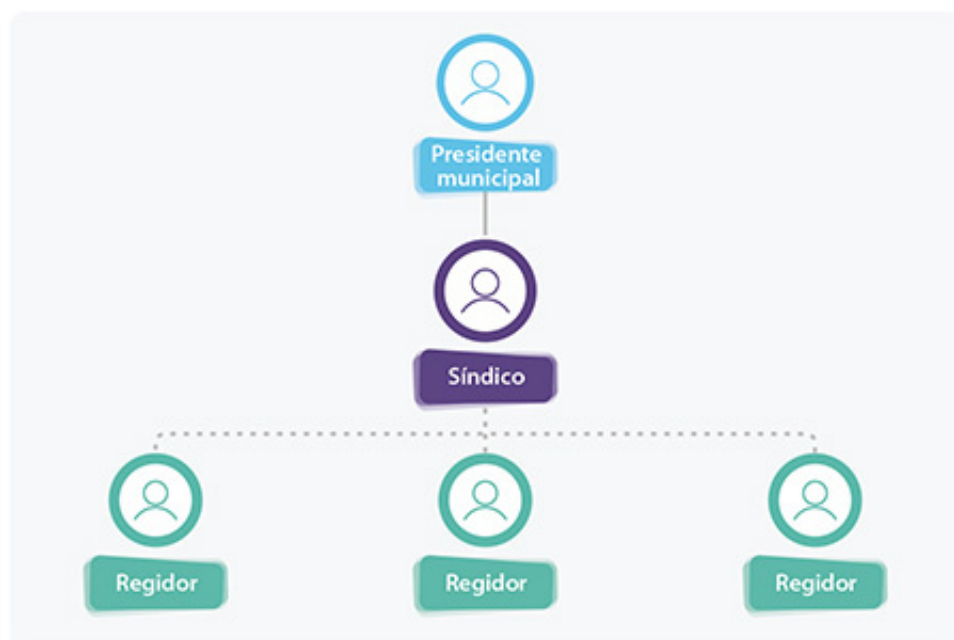 Presidente
municipal
Síndico
Regidor
Regidor
Regidor